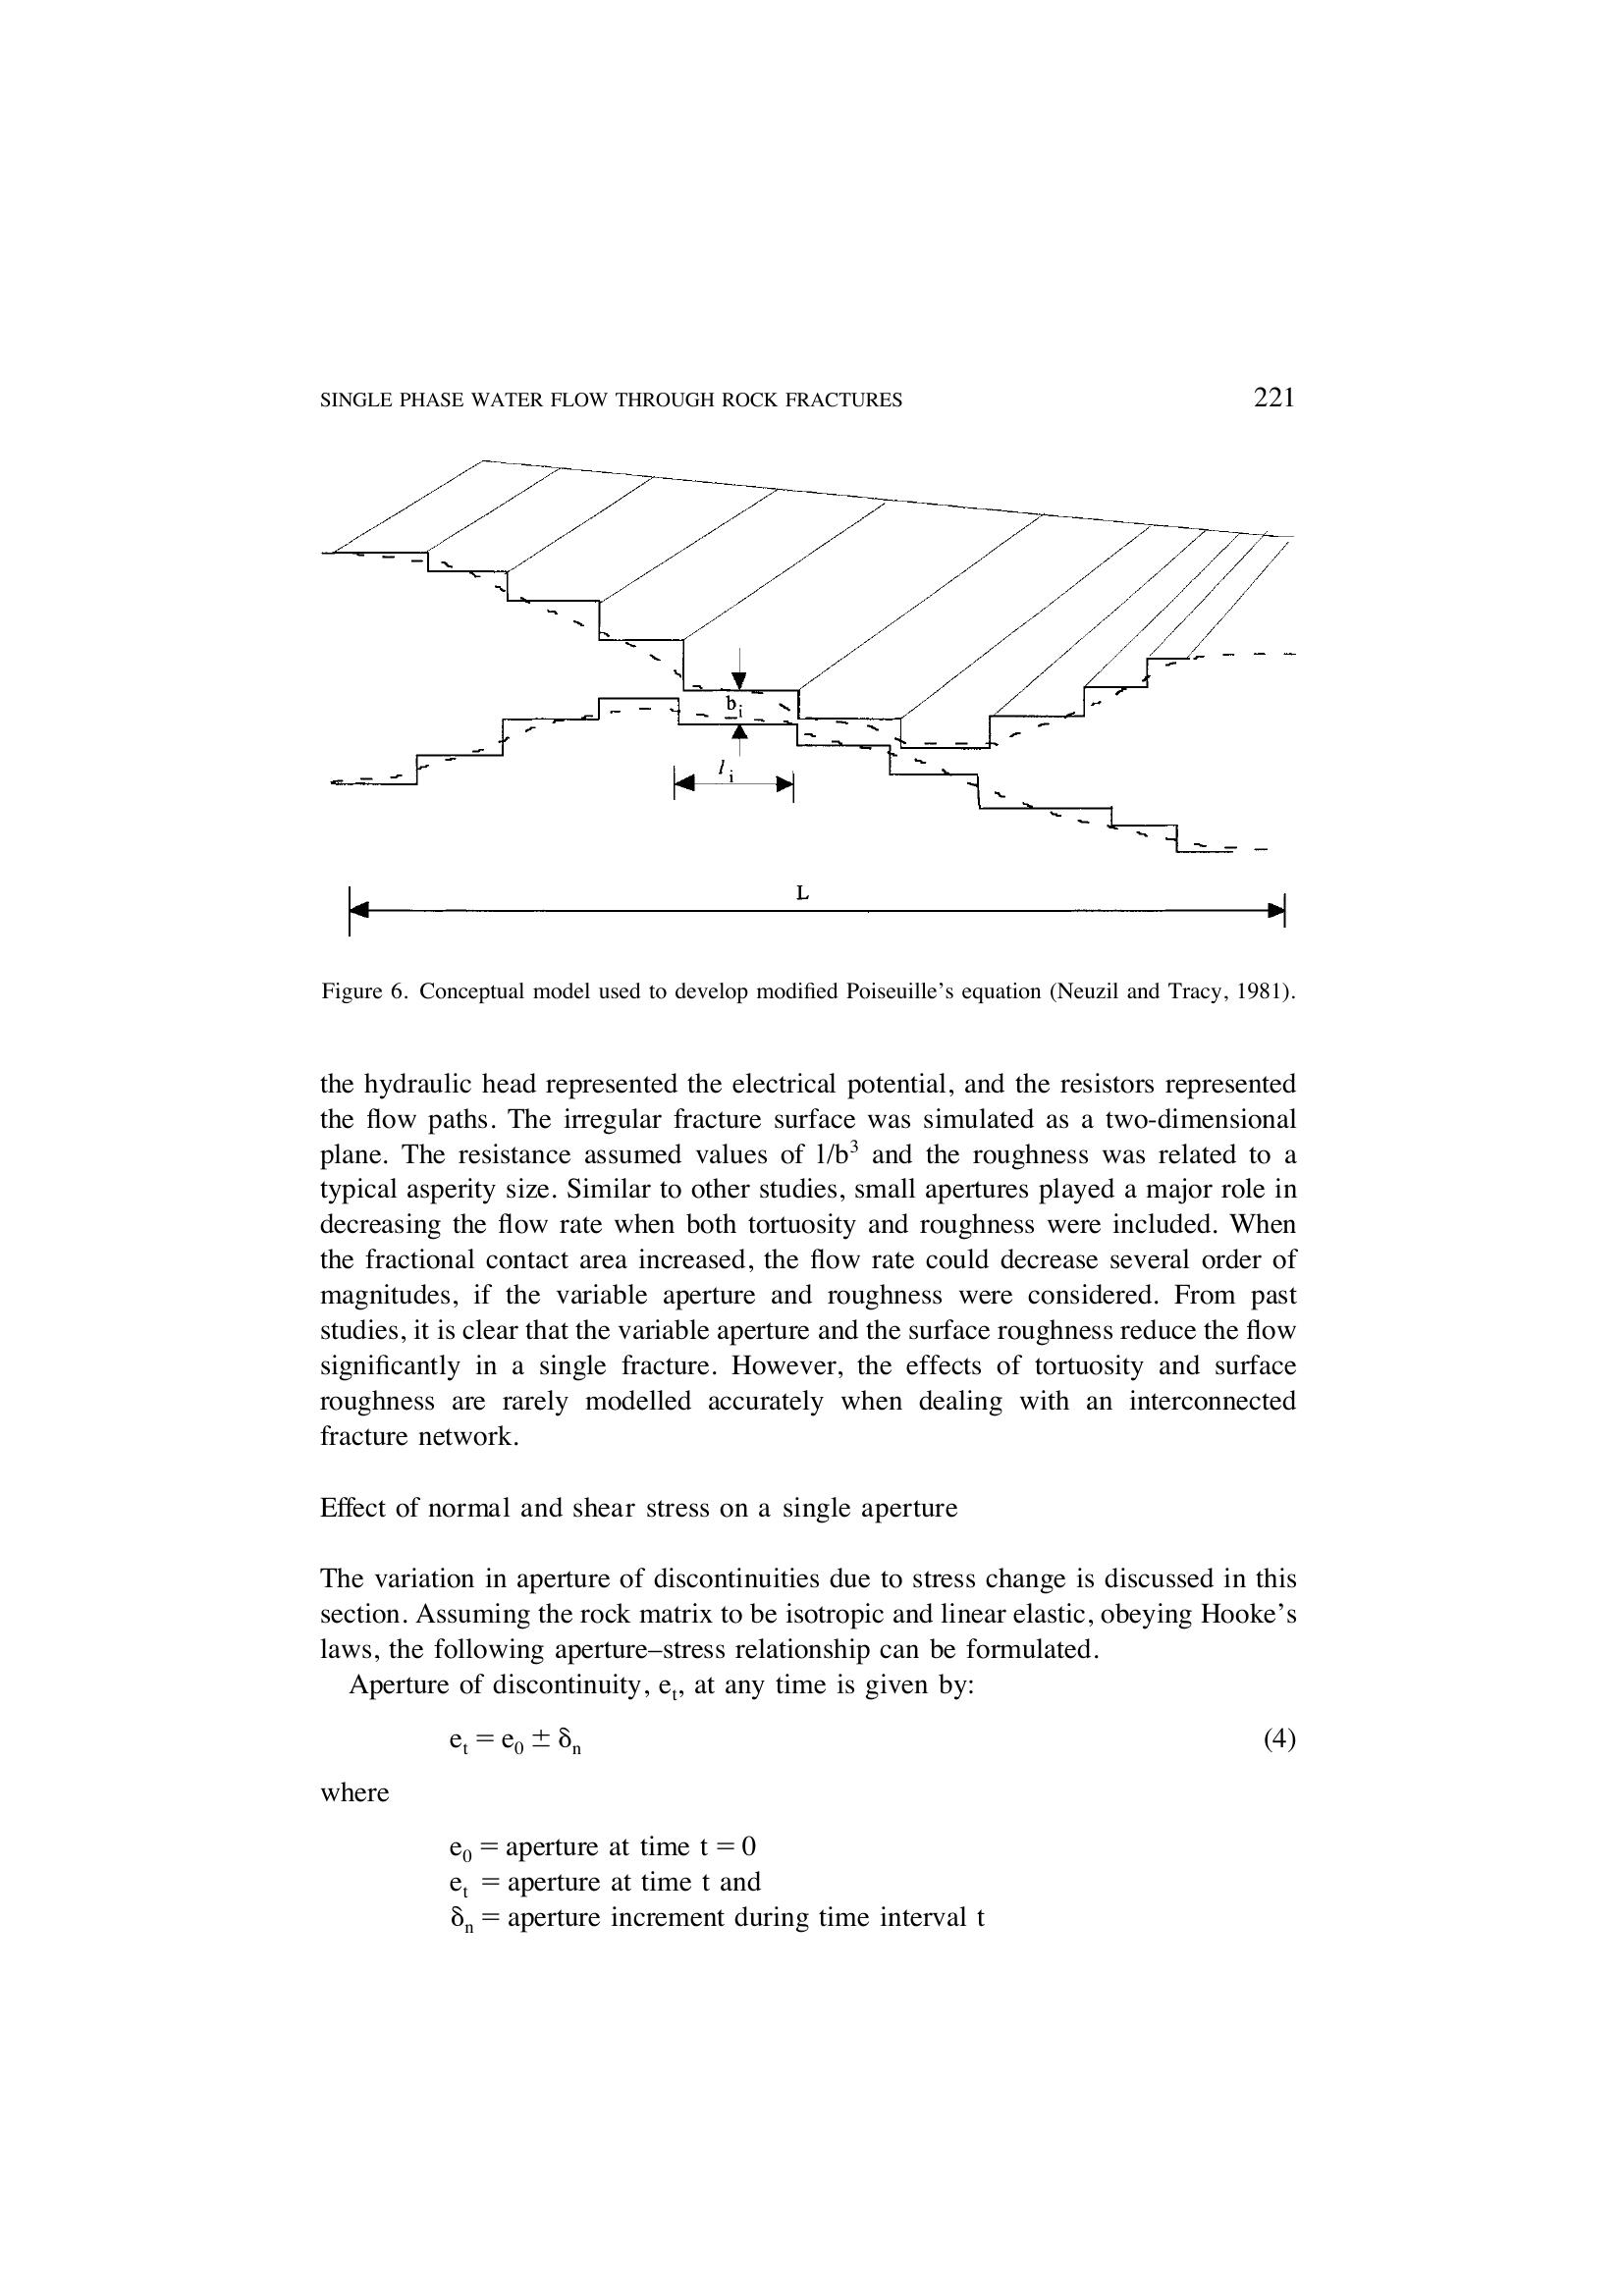 SINGLE PHASE WATER FLOW THROUGH ROCK FRACTURES 221
b_i
l_i
L
Figure 6. Conceptual model used to develop modified Poiseuille's equation (Neuzil and Tracy, 1981).
the hydraulic head represented the electrical potential, and the resistors represented
the flow paths. The irregular fracture surface was simulated as a two-dimensional
plane. The resistance assumed values of 1/b³ and the roughness was related to a
typical asperity size. Similar to other studies, small apertures played a major role in
decreasing the flow rate when both tortuosity and roughness were included. When
the fractional contact area increased, the flow rate could decrease several order of
magnitudes, if the variable aperture and roughness were considered. From past
studies, it is clear that the variable aperture and the surface roughness reduce the flow
significantly in a single fracture. However, the effects of tortuosity and surface
roughness are rarely modelled accurately when dealing with an interconnected
fracture network.
Effect of normal and shear stress on a single aperture
The variation in aperture of discontinuities due to stress change is discussed in this
section. Assuming the rock matrix to be isotropic and linear elastic, obeying Hooke's
laws, the following aperture–stress relationship can be formulated.
Aperture of discontinuity, e_t, at any time is given by:
e_t = e_0 ± δ_n (4)
where
e_0 = aperture at time t = 0
e_t = aperture at time t and
δ_n = aperture increment during time interval t